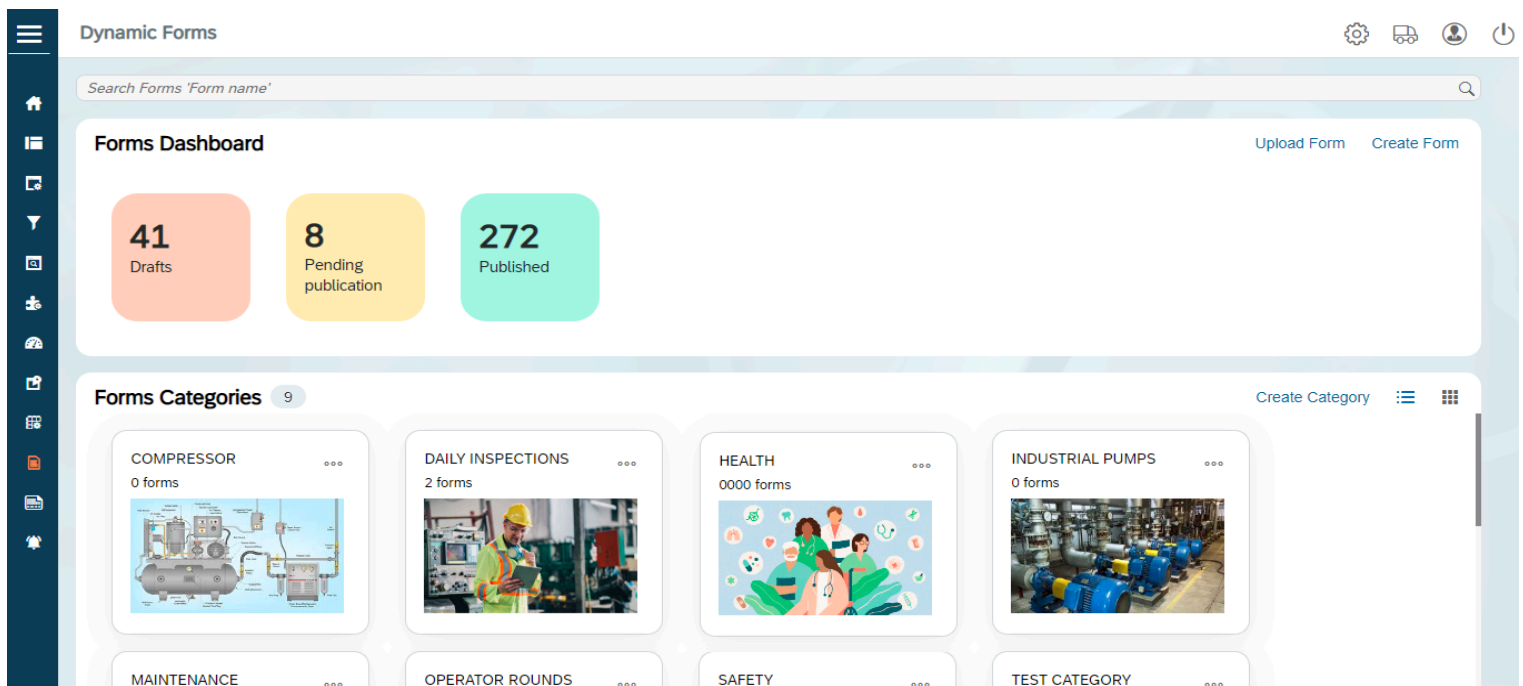 Dynamic Forms
Search Forms 'Form name'
Forms Dashboard
Upload Form
Create Form
41
Drafts
8
Pending
publication
272
Published
Forms Categories 9
Create Category
COMPRESSOR
0 forms
DAILY INSPECTIONS
2 forms
HEALTH
0000 forms
INDUSTRIAL PUMPS
0 forms
MAINTENANCE
OPERATOR ROUNDS
SAFETY
TEST CATEGORY